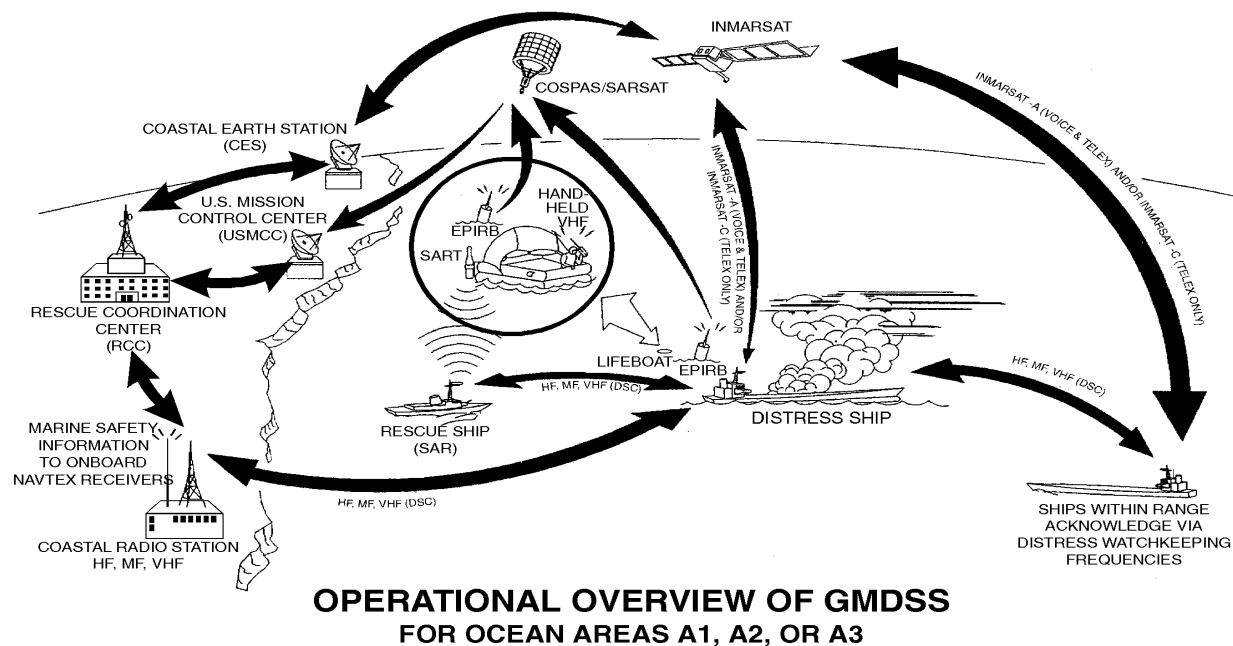 INMARSAT
COSPAS/SARSAT
INMARSAT -A (VOICE & TELEX) AND/OR INMARSAT -C (TELEX ONLY)
COASTAL EARTH STATION
(CES)
INMARSAT -A (VOICE & TELEX) AND/OR
INMARSAT -C (TELEX ONLY)
U.S. MISSION
CONTROL CENTER
(USMCC)
EPIRB
HAND-
HELD
VHF
SART
RESCUE COORDINATION
CENTER
(RCC)
LIFEBOAT
EPIRB
HF, MF, VHF (DSC)
HF, MF, VHF (DSC)
DISTRESS SHIP
RESCUE SHIP
(SAR)
MARINE SAFETY
INFORMATION
TO ONBOARD
NAVTEX RECEIVERS
HF, MF, VHF (DSC)
COASTAL RADIO STATION
HF, MF, VHF
SHIPS WITHIN RANGE
ACKNOWLEDGE VIA
DISTRESS WATCHKEEPING
FREQUENCIES
OPERATIONAL OVERVIEW OF GMDSS
FOR OCEAN AREAS A1, A2, OR A3